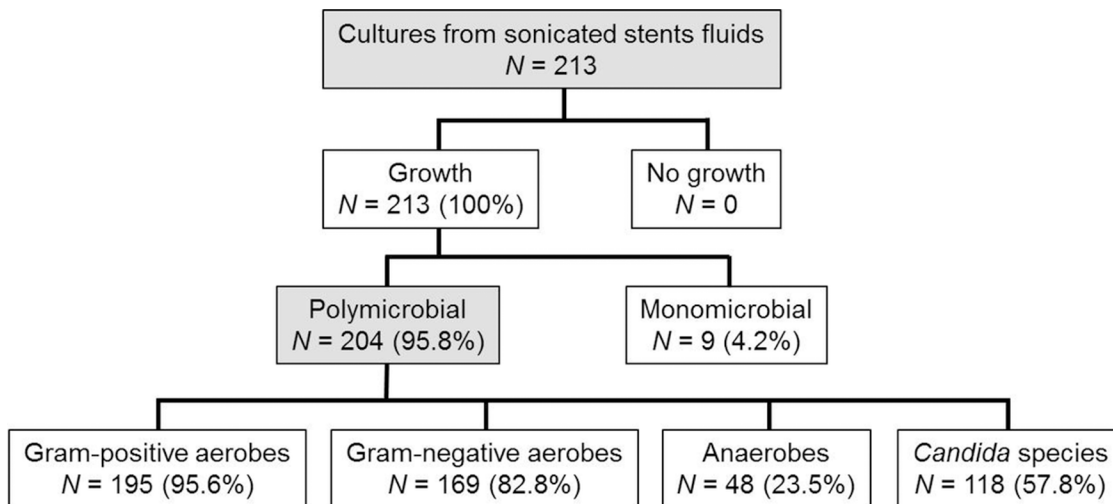 Cultures from sonicated stents fluids
N = 213
Growth
N = 213 (100%)
No growth
N = 0
Polymicrobial
N = 204 (95.8%)
Monomicrobial
N = 9 (4.2%)
Gram-positive aerobes
N = 195 (95.6%)
Gram-negative aerobes
N = 169 (82.8%)
Anaerobes
N = 48 (23.5%)
Candida species
N = 118 (57.8%)